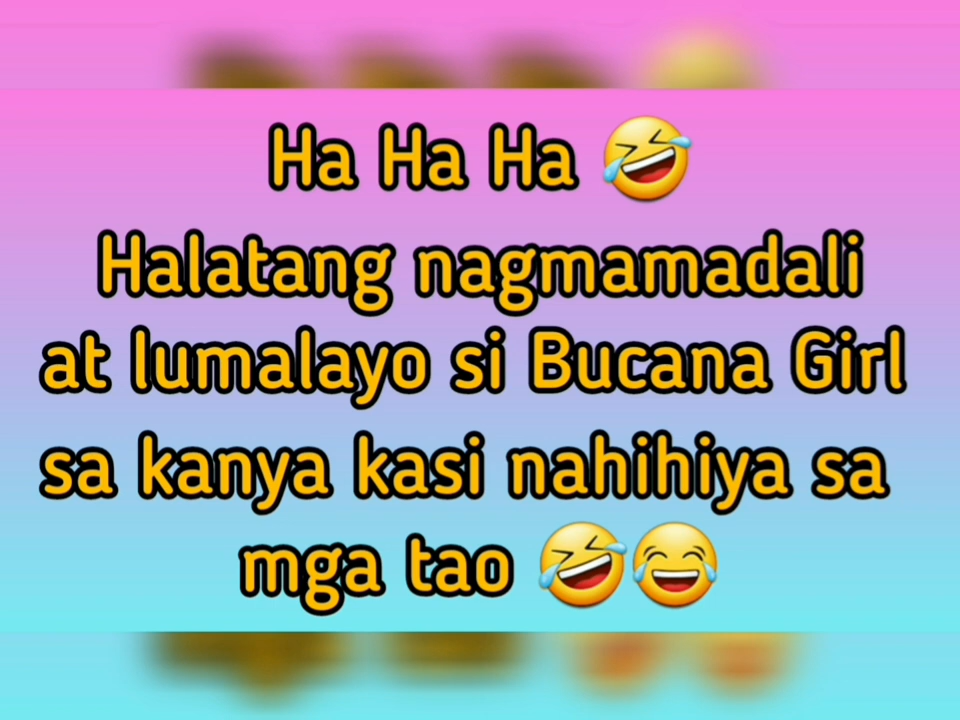 Ha Ha Ha 🤣
Halatang nagmamadali
at lumalayo si Bucana Girl
sa kanya kasi nahihiya sa
mga tao 🤣😂